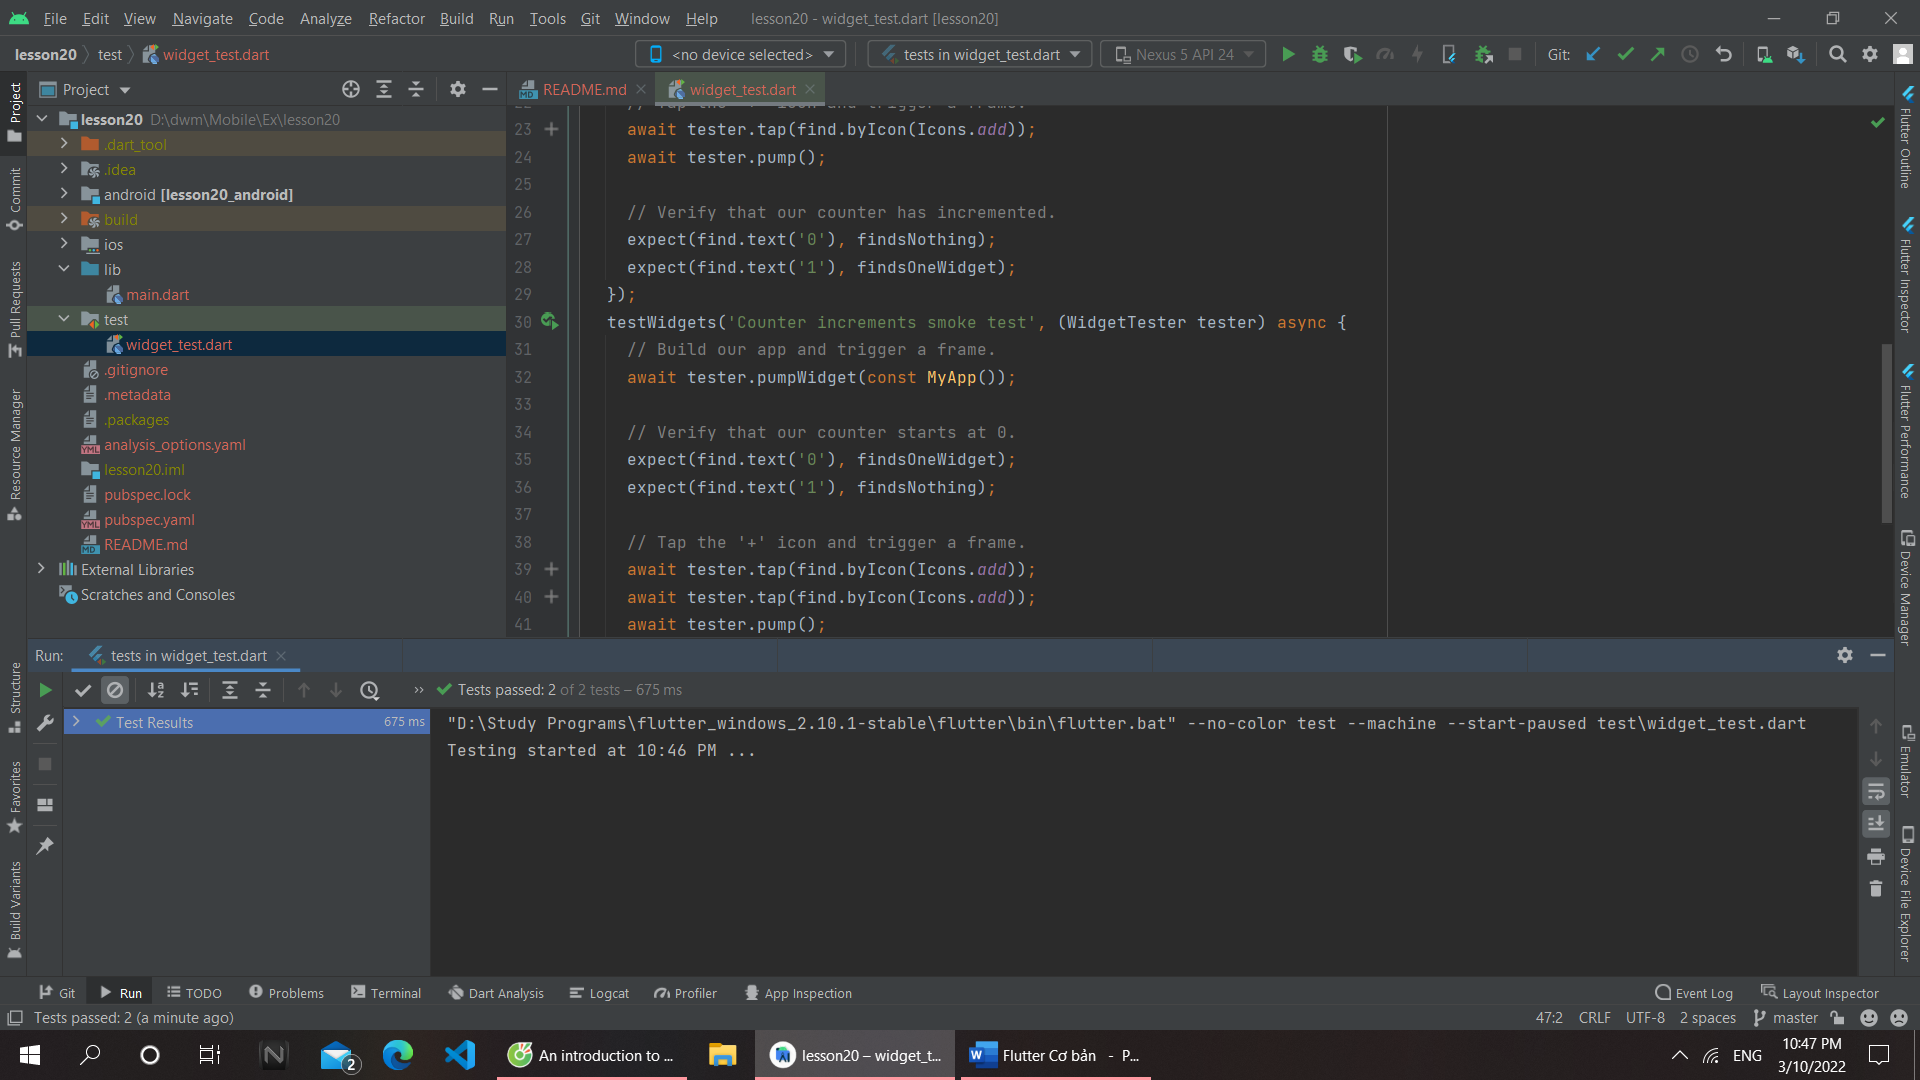 File Edit View Navigate Code Analyze Refactor Build Run Tools Git Window Help lesson20 - widget_test.dart [lesson20]
lesson20 test widget_test.dart <no device selected> tests in widget_test.dart Nexus 5 API 24 Git:
Project README.md widget_test.dart
lesson20 D:\dwm\Mobile\Ex\lesson20
.dart_tool
.idea
android [lesson20_android]
build
ios
lib
main.dart
test
widget_test.dart
.gitignore
.metadata
.packages
analysis_options.yaml
lesson20.iml
pubspec.lock
pubspec.yaml
README.md
External Libraries
Scratches and Consoles
22 // Tap the '+' icon and trigger a frame.
23 await tester.tap(find.byIcon(Icons.add));
24 await tester.pump();
25
26 // Verify that our counter has incremented.
27 expect(find.text('0'), findsNothing);
28 expect(find.text('1'), findsOneWidget);
29 });
30 testWidgets('Counter increments smoke test', (WidgetTester tester) async {
31 // Build our app and trigger a frame.
32 await tester.pumpWidget(const MyApp());
33
34 // Verify that our counter starts at 0.
35 expect(find.text('0'), findsOneWidget);
36 expect(find.text('1'), findsNothing);
37
38 // Tap the '+' icon and trigger a frame.
39 await tester.tap(find.byIcon(Icons.add));
40 await tester.tap(find.byIcon(Icons.add));
41 await tester.pump();
Project
Commit
Pull Requests
Resource Manager
Structure
Favorites
Build Variants
Flutter Outline
Flutter Inspector
Flutter Performance
Device Manager
Emulator
Device File Explorer
Run: tests in widget_test.dart
» Tests passed: 2 of 2 tests – 675 ms
Test Results 675 ms
"D:\Study Programs\flutter_windows_2.10.1-stable\flutter\bin\flutter.bat" --no-color test --machine --start-paused test\widget_test.dart
Testing started at 10:46 PM ...
Git Run TODO Problems Terminal Dart Analysis Logcat Profiler App Inspection Event Log Layout Inspector
Tests passed: 2 (a minute ago) 47:2 CRLF UTF-8 2 spaces master
2 An introduction to ... lesson20 – widget_t... Flutter Cơ bản - P... ENG 10:47 PM
3/10/2022